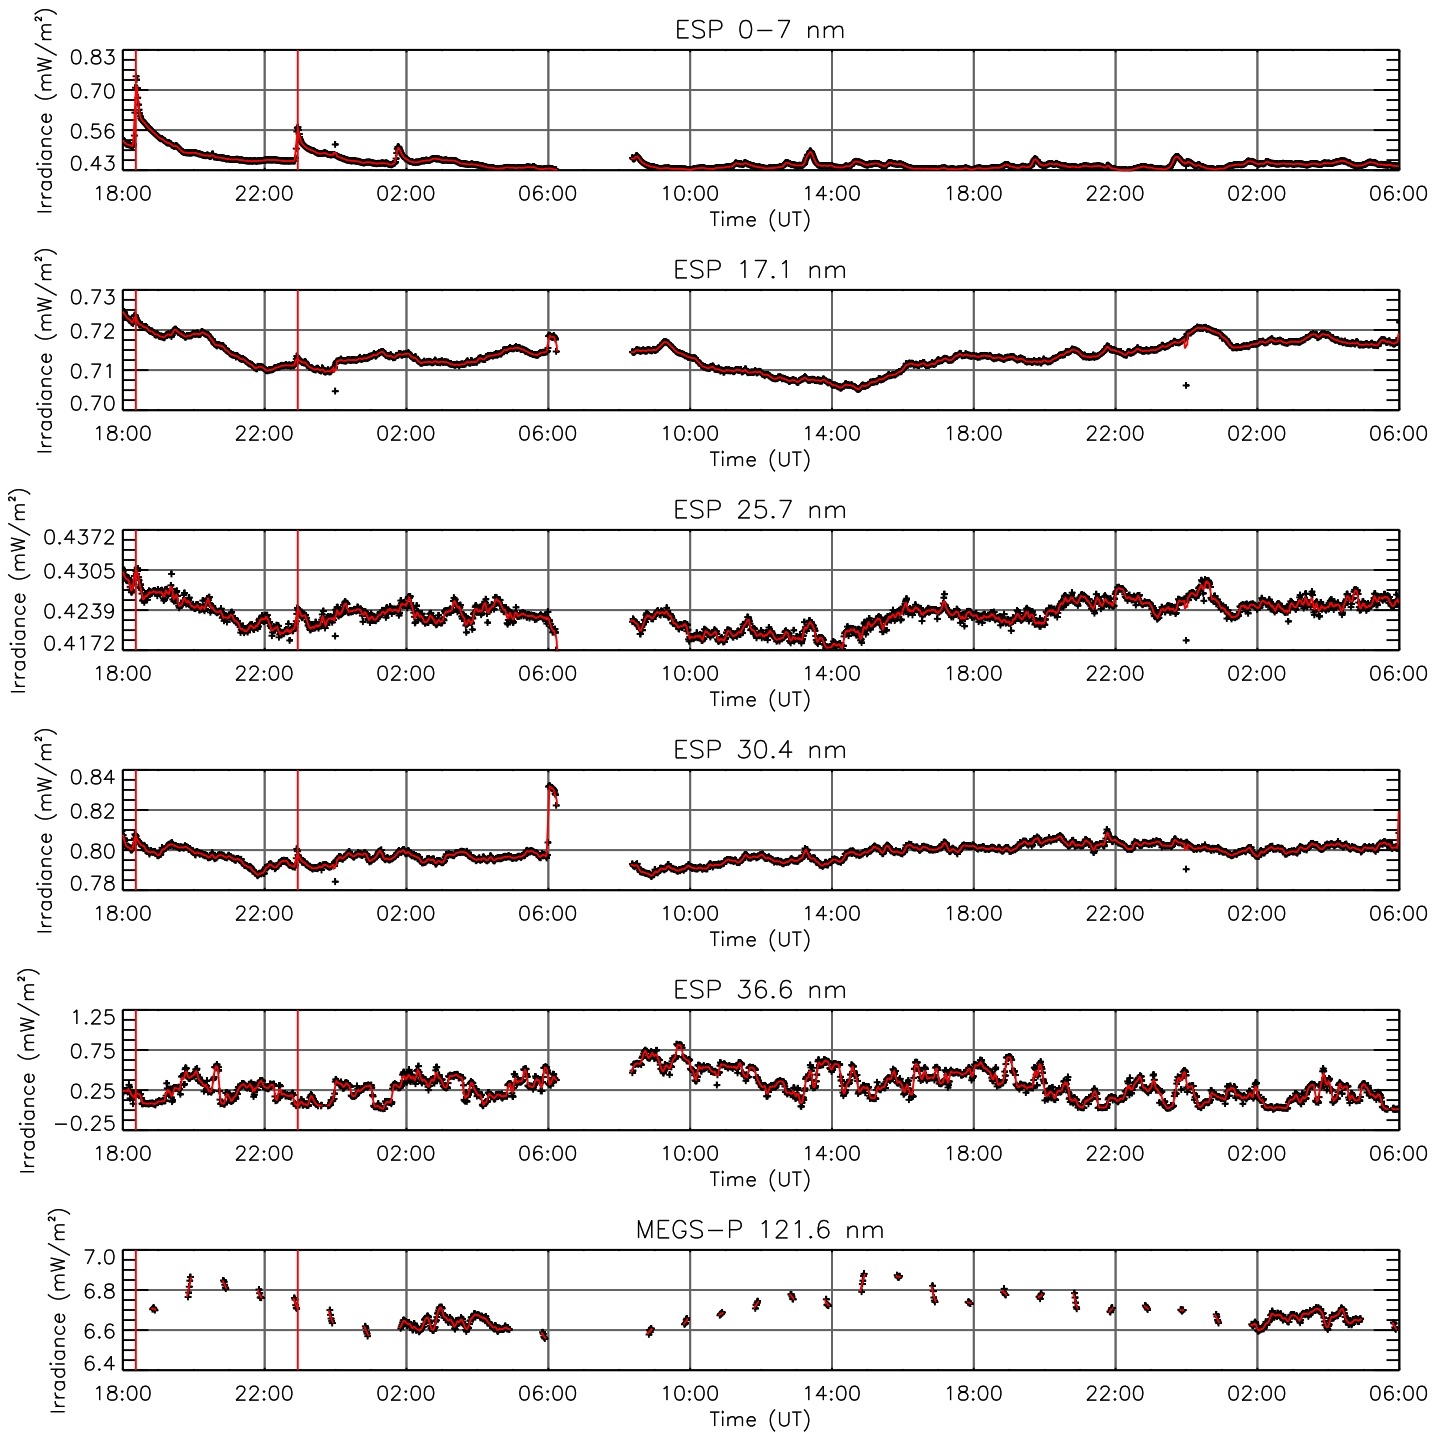 ESP 0-7 nm
Irradiance (mW/m²)
0.83
0.70
0.56
0.43
18:00 22:00 02:00 06:00 10:00 14:00 18:00 22:00 02:00 06:00
Time (UT)
ESP 17.1 nm
Irradiance (mW/m²)
0.73
0.72
0.71
0.70
18:00 22:00 02:00 06:00 10:00 14:00 18:00 22:00 02:00 06:00
Time (UT)
ESP 25.7 nm
Irradiance (mW/m²)
0.4372
0.4305
0.4239
0.4172
18:00 22:00 02:00 06:00 10:00 14:00 18:00 22:00 02:00 06:00
Time (UT)
ESP 30.4 nm
Irradiance (mW/m²)
0.84
0.82
0.80
0.78
18:00 22:00 02:00 06:00 10:00 14:00 18:00 22:00 02:00 06:00
Time (UT)
ESP 36.6 nm
Irradiance (mW/m²)
1.25
0.75
0.25
-0.25
18:00 22:00 02:00 06:00 10:00 14:00 18:00 22:00 02:00 06:00
Time (UT)
MEGS-P 121.6 nm
Irradiance (mW/m²)
7.0
6.8
6.6
6.4
18:00 22:00 02:00 06:00 10:00 14:00 18:00 22:00 02:00 06:00
Time (UT)